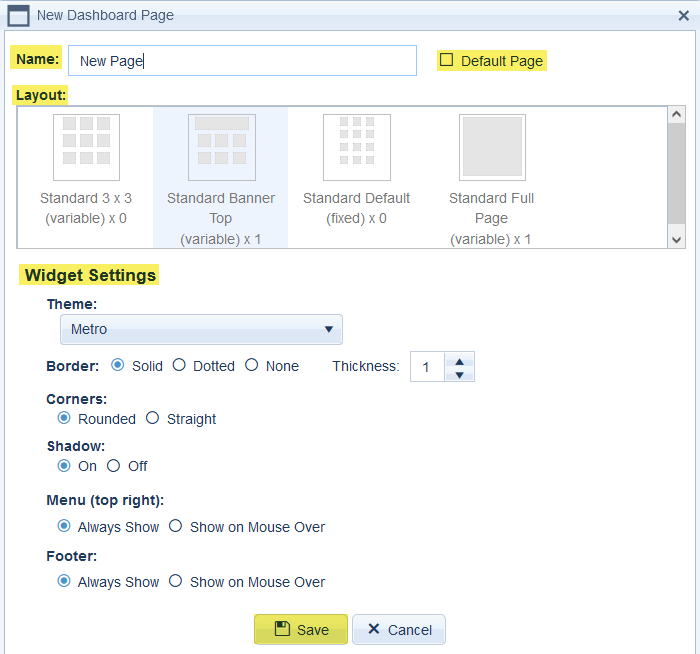 New Dashboard Page
Name: New Page Default Page
Layout:
Standard 3 x 3 Standard Banner Standard Default Standard Full
(variable) x 0 Top (fixed) x 0 Page
(variable) x 1 (variable) x 1
Widget Settings
Theme:
Metro
Border: Solid Dotted None Thickness: 1
Corners:
Rounded Straight
Shadow:
On Off
Menu (top right):
Always Show Show on Mouse Over
Footer:
Always Show Show on Mouse Over
Save Cancel